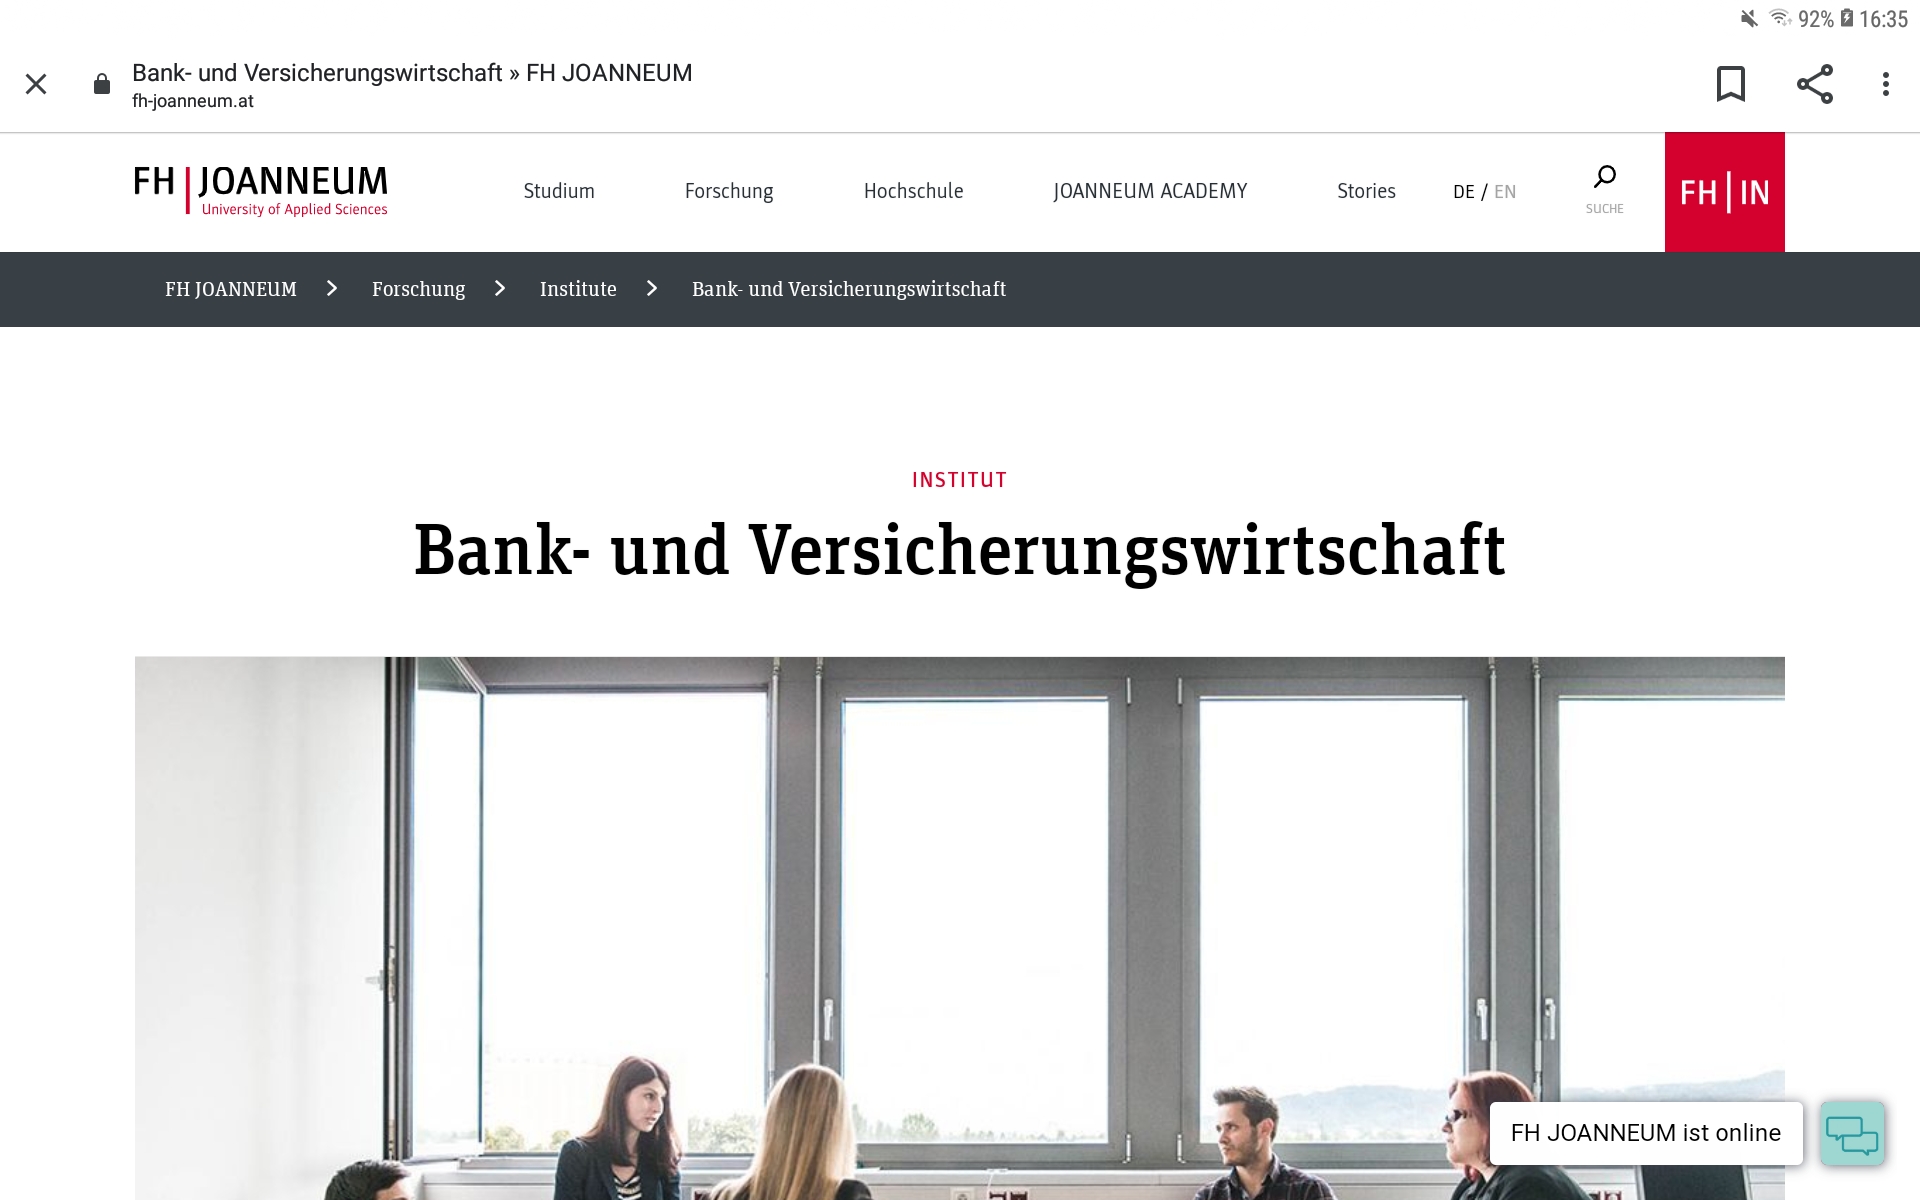 92% 16:35
Bank- und Versicherungswirtschaft » FH JOANNEUM
fh-joanneum.at
FH JOANNEUM
University of Applied Sciences
Studium
Forschung
Hochschule
JOANNEUM ACADEMY
Stories
DE / EN
SUCHE
FH IN
FH JOANNEUM
Forschung
Institute
Bank- und Versicherungswirtschaft
INSTITUT
Bank- und Versicherungswirtschaft
FH JOANNEUM ist online